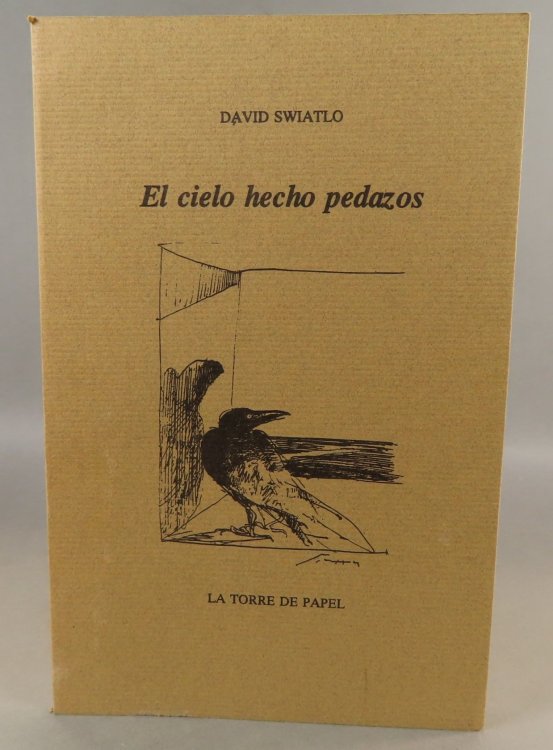 DAVID SWIATLO
El cielo hecho pedazos
LA TORRE DE PAPEL